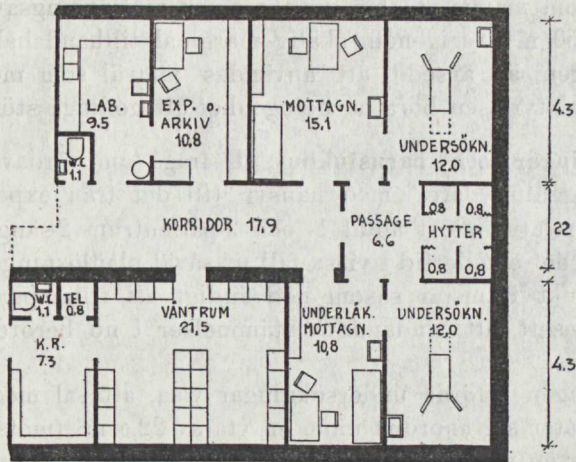 LAB.
9.5
EXP.
ARKIV
10.8
MOTTAGN.
15,1
UNDERSÖKN.
12,0
4.3
W.C.
1.1
KORRIDOR 17,9
PASSAGE
6.6
0,8 0,8
HYTTER
0,8 0,8
22
W.C.
1,1
TEL
0.8
VÄNTRUM
21,5
UNDERLÄK.
MOTTAGN.
10,8
UNDERSÖKN.
12,0
K.R.
7.3
4.3